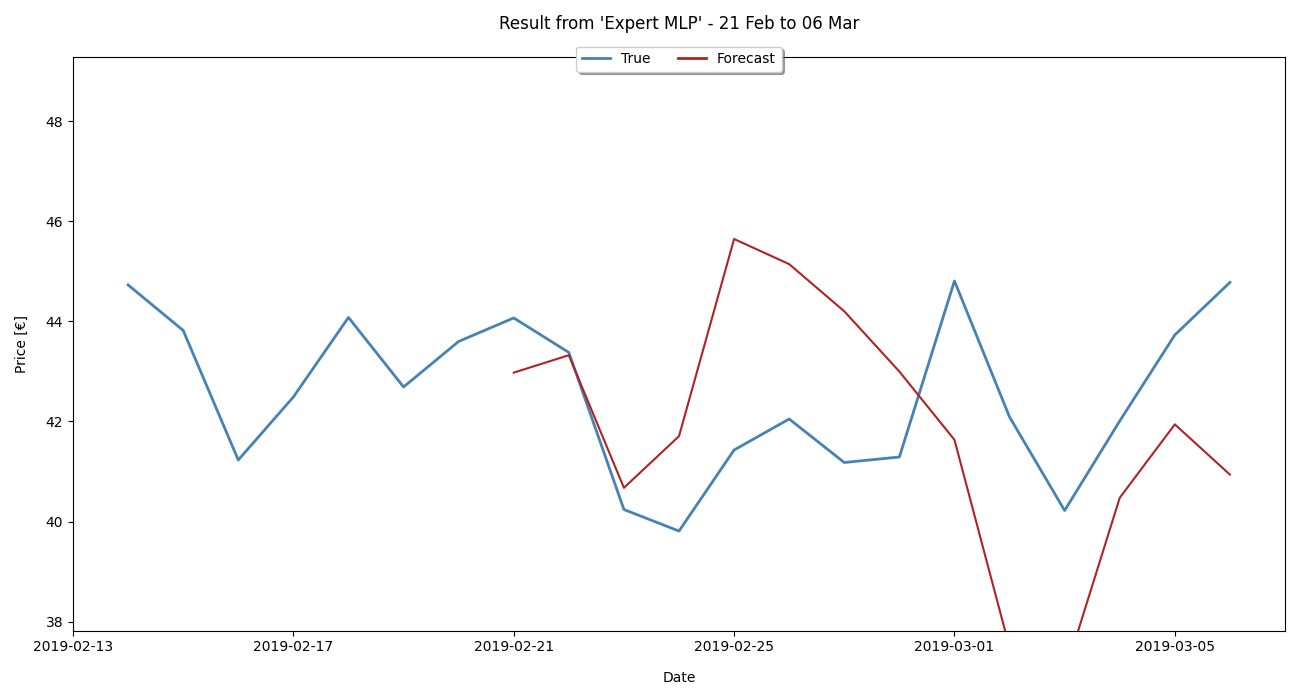 Result from 'Expert MLP' - 21 Feb to 06 Mar
True Forecast
48
46
44
42
40
38
Price [€]
2019-02-13 2019-02-17 2019-02-21 2019-02-25 2019-03-01 2019-03-05
Date